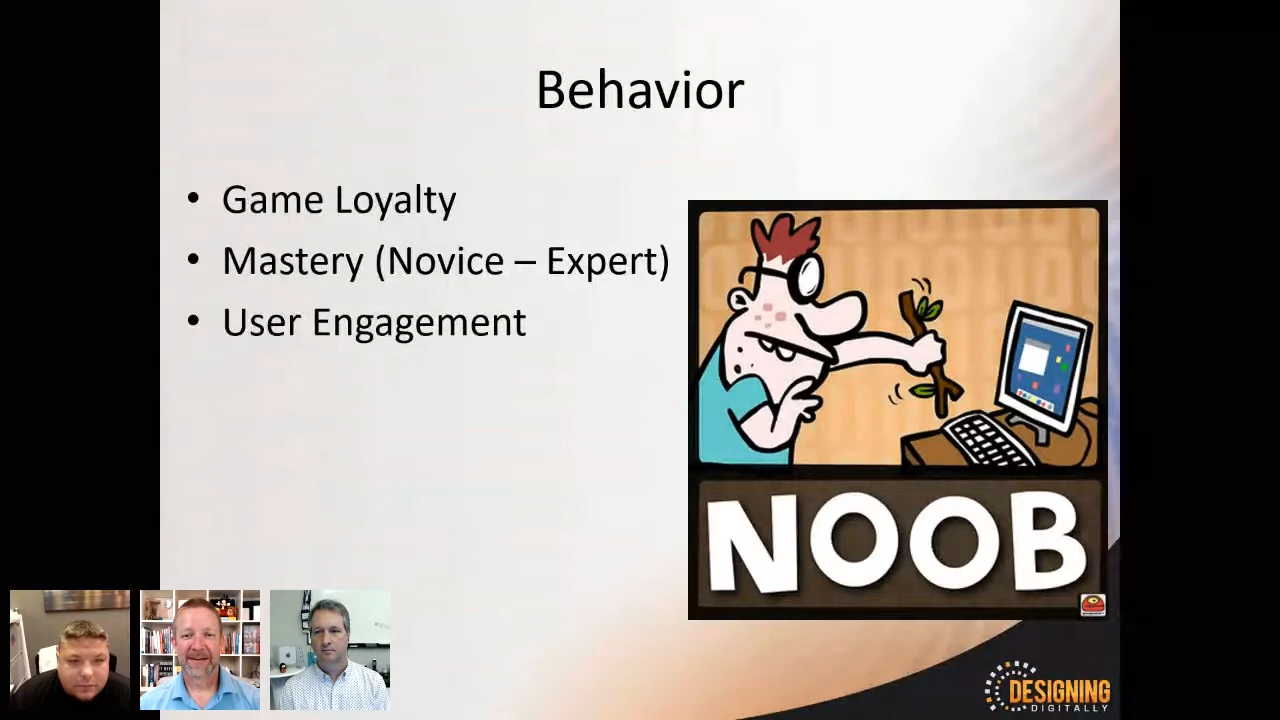 Behavior
• Game Loyalty
• Mastery (Novice – Expert)
• User Engagement
NOOB
DESIGNING
DIGITALLY